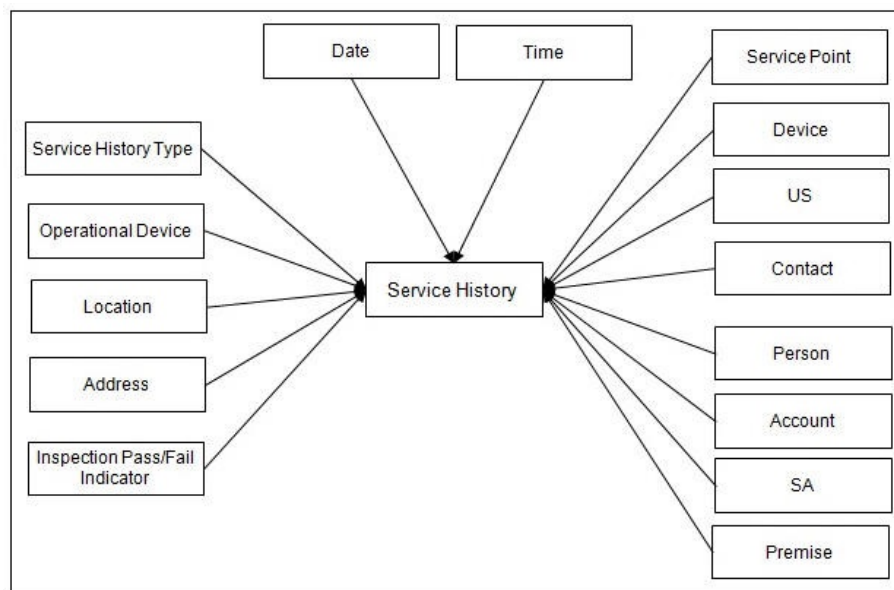 Date
Time
Service Point
Device
US
Contact
Person
Account
SA
Premise
Service History Type
Operational Device
Location
Address
Inspection Pass/Fail
Indicator
Service History